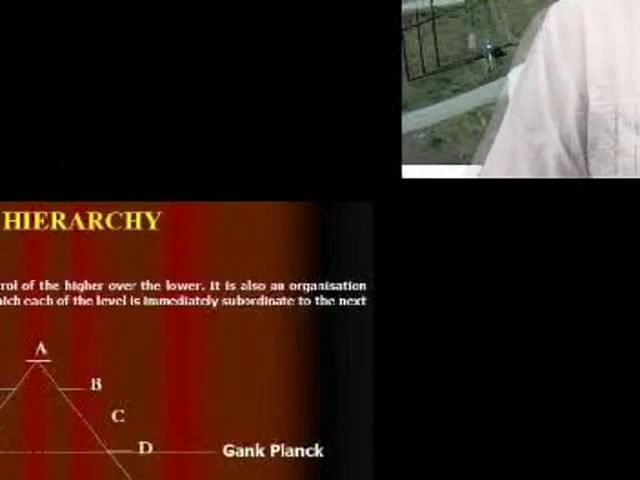 HIERARCHY
rol of the higher over the lower. It is also an organisation
hich each of the level is immediately subordinate to the next
A
B
C
D
Gank Planck